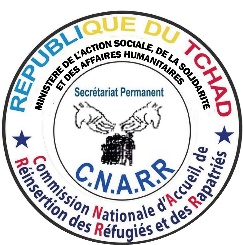 REPUBLIQUE DU TCHAD
MINISTERE DE L'ACTION SOCIALE, DE LA SOLIDARITE
ET DES AFFAIRES HUMANITAIRES
Secrétariat Permanent
C.N.A.R.R
Commission Nationale d'Accueil, de
Réinsertion des Réfugiés et des Rapatriés